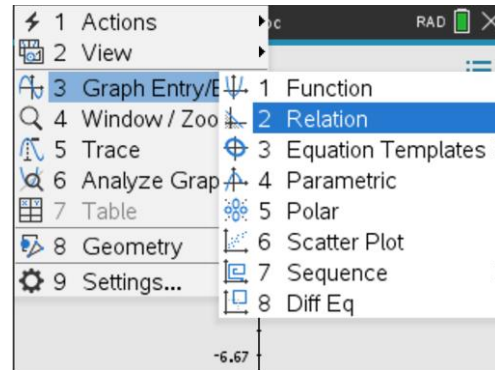 1 Actions
oc RAD
2 View
3 Graph Entry/E
4 Window / Zoo
5 Trace
6 Analyze Grap
7 Table
8 Geometry
9 Settings...
1 Function
2 Relation
3 Equation Templates
4 Parametric
5 Polar
6 Scatter Plot
7 Sequence
8 Diff Eq
-6.67